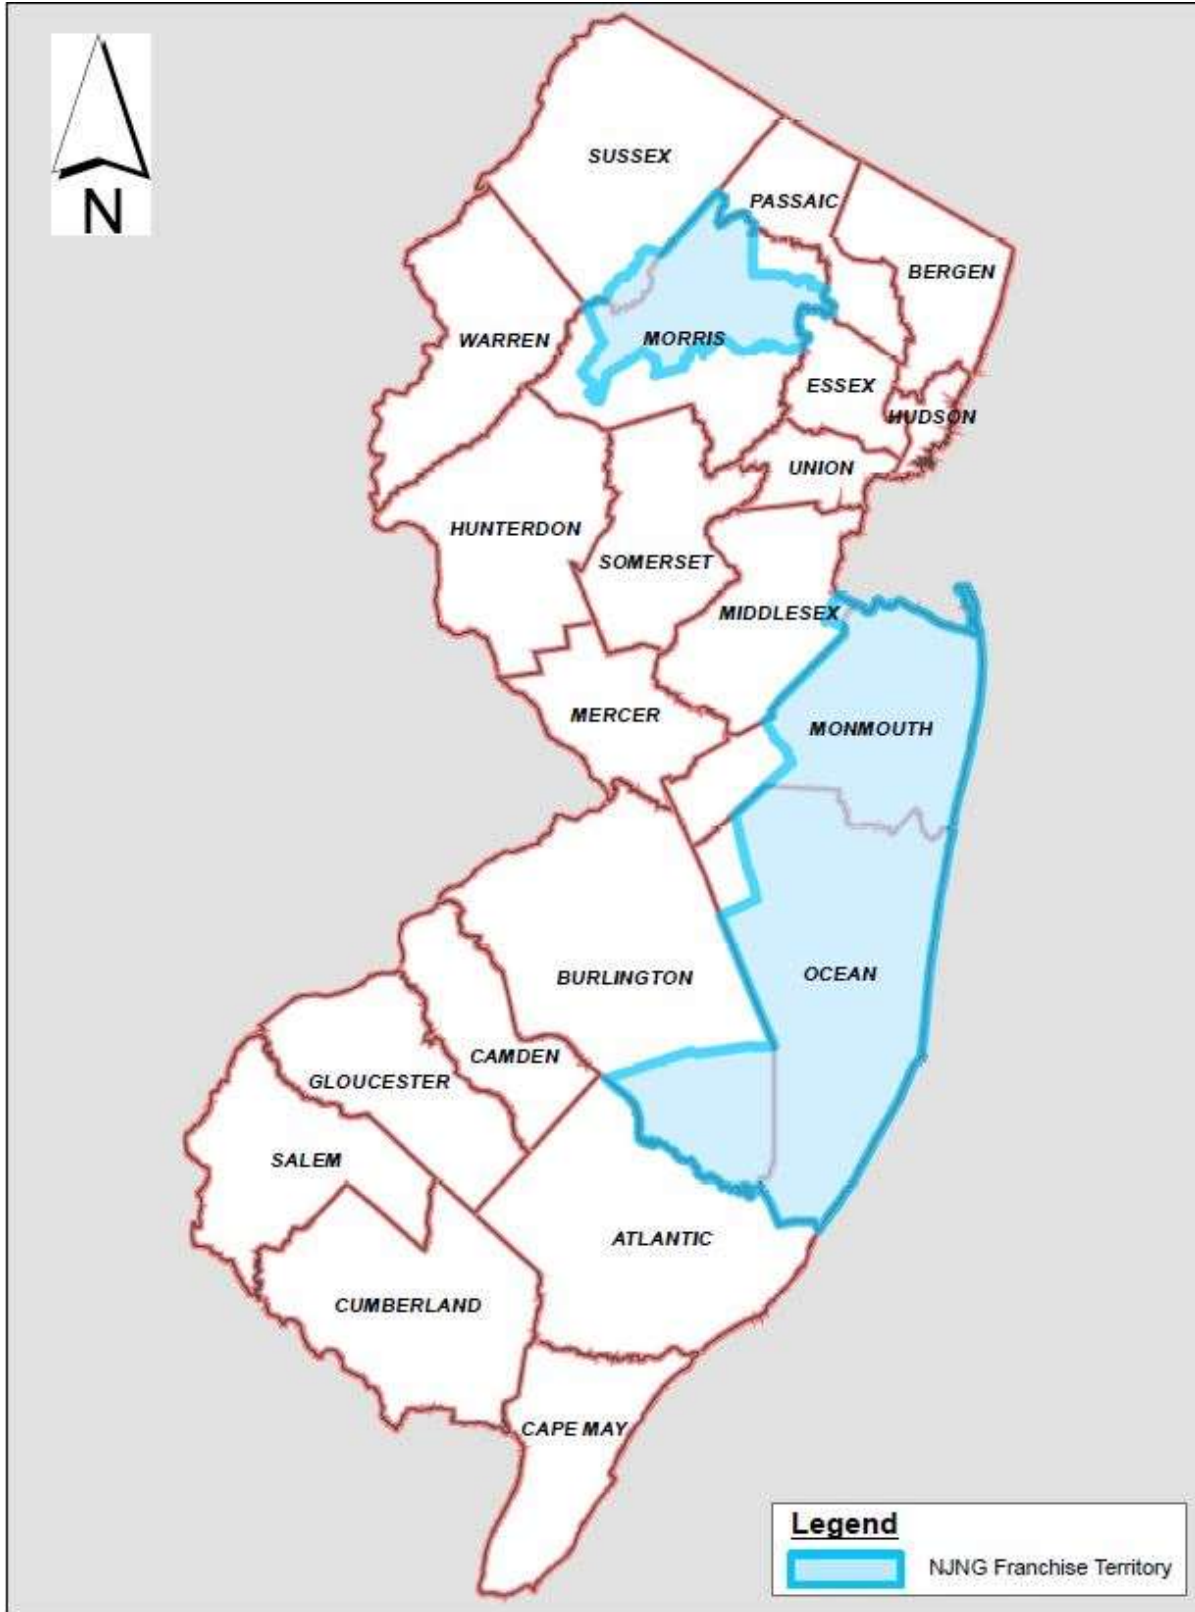 N
SUSSEX
PASSAIC
BERGEN
WARREN
MORRIS
ESSEX
HUDSON
UNION
HUNTERDON
SOMERSET
MIDDLESEX
MERCER
MONMOUTH
OCEAN
BURLINGTON
CAMDEN
GLOUCESTER
SALEM
ATLANTIC
CUMBERLAND
CAPE MAY
Legend
NJNG Franchise Territory